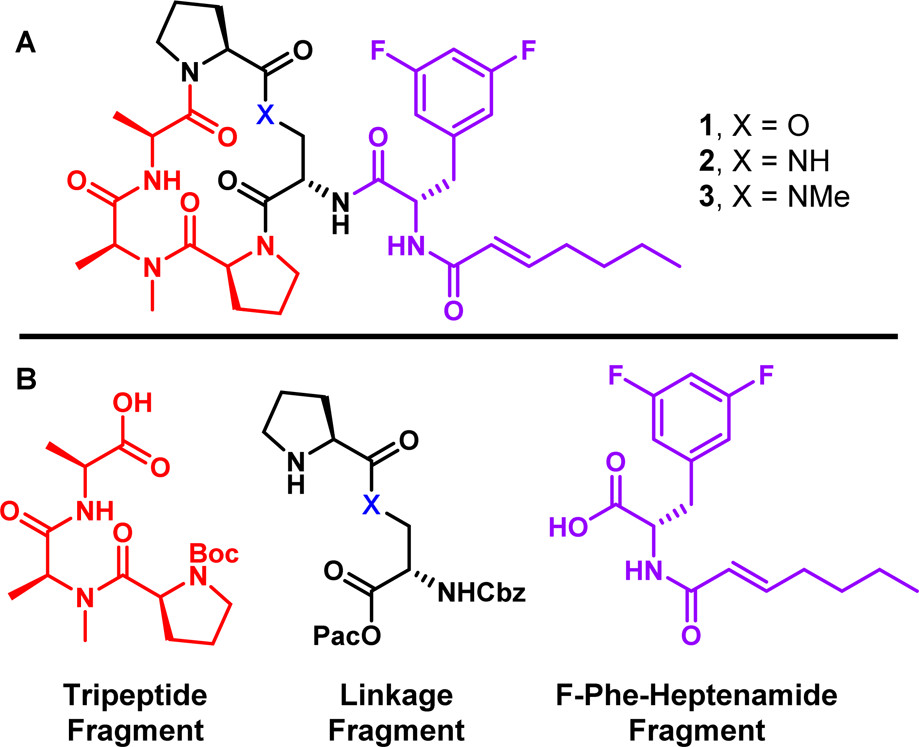 A
O
F
F
N
X
O
O
1, X = O
NH
O
O
2, X = NH
O
N
H
3, X = NMe
O
N
N
HN
O
B
OH
O
NH
O
O
Boc
N
N
N
H
O
X
O
NHCbz
PacO
F
F
O
HO
HN
O
Tripeptide
Fragment
Linkage
Fragment
F-Phe-Heptenamide
Fragment